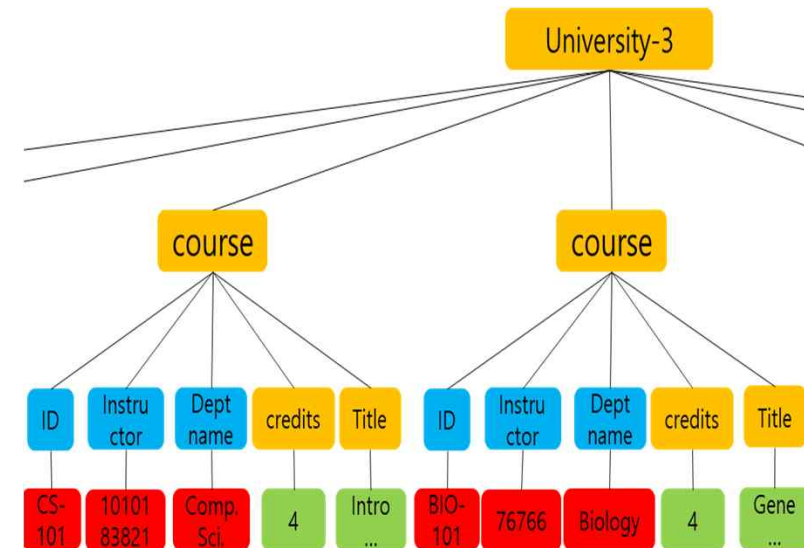 University-3
course
course
ID
Instru
ctor
Dept
name
credits
Title
ID
Instru
ctor
Dept
name
credits
Title
CS-
101
10101
83821
Comp.
Sci.
4
Intro
...
BIO-
101
76766
Biology
4
Gene
...